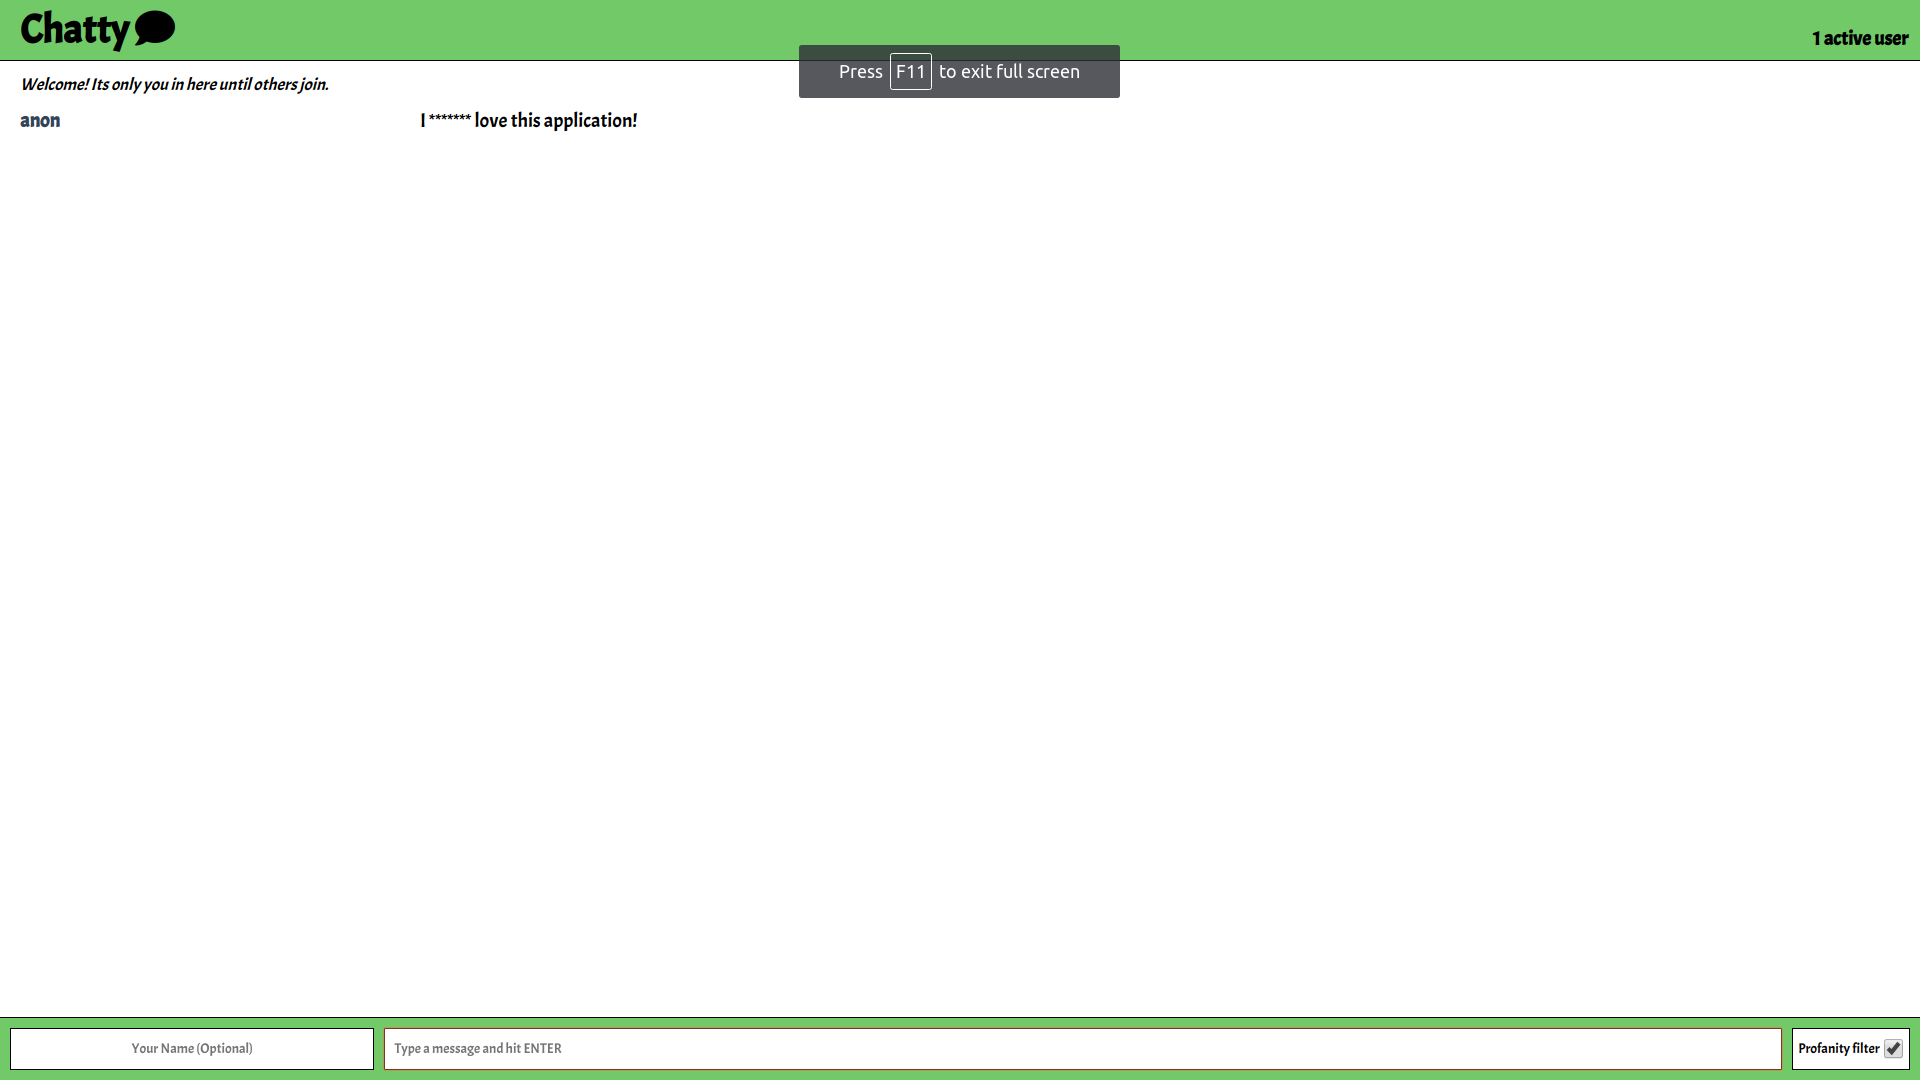 Chatty
1 active user
Press F11 to exit full screen
Welcome! Its only you in here until others join.
anon I ******* love this application!
Your Name (Optional) Type a message and hit ENTER Profanity filter